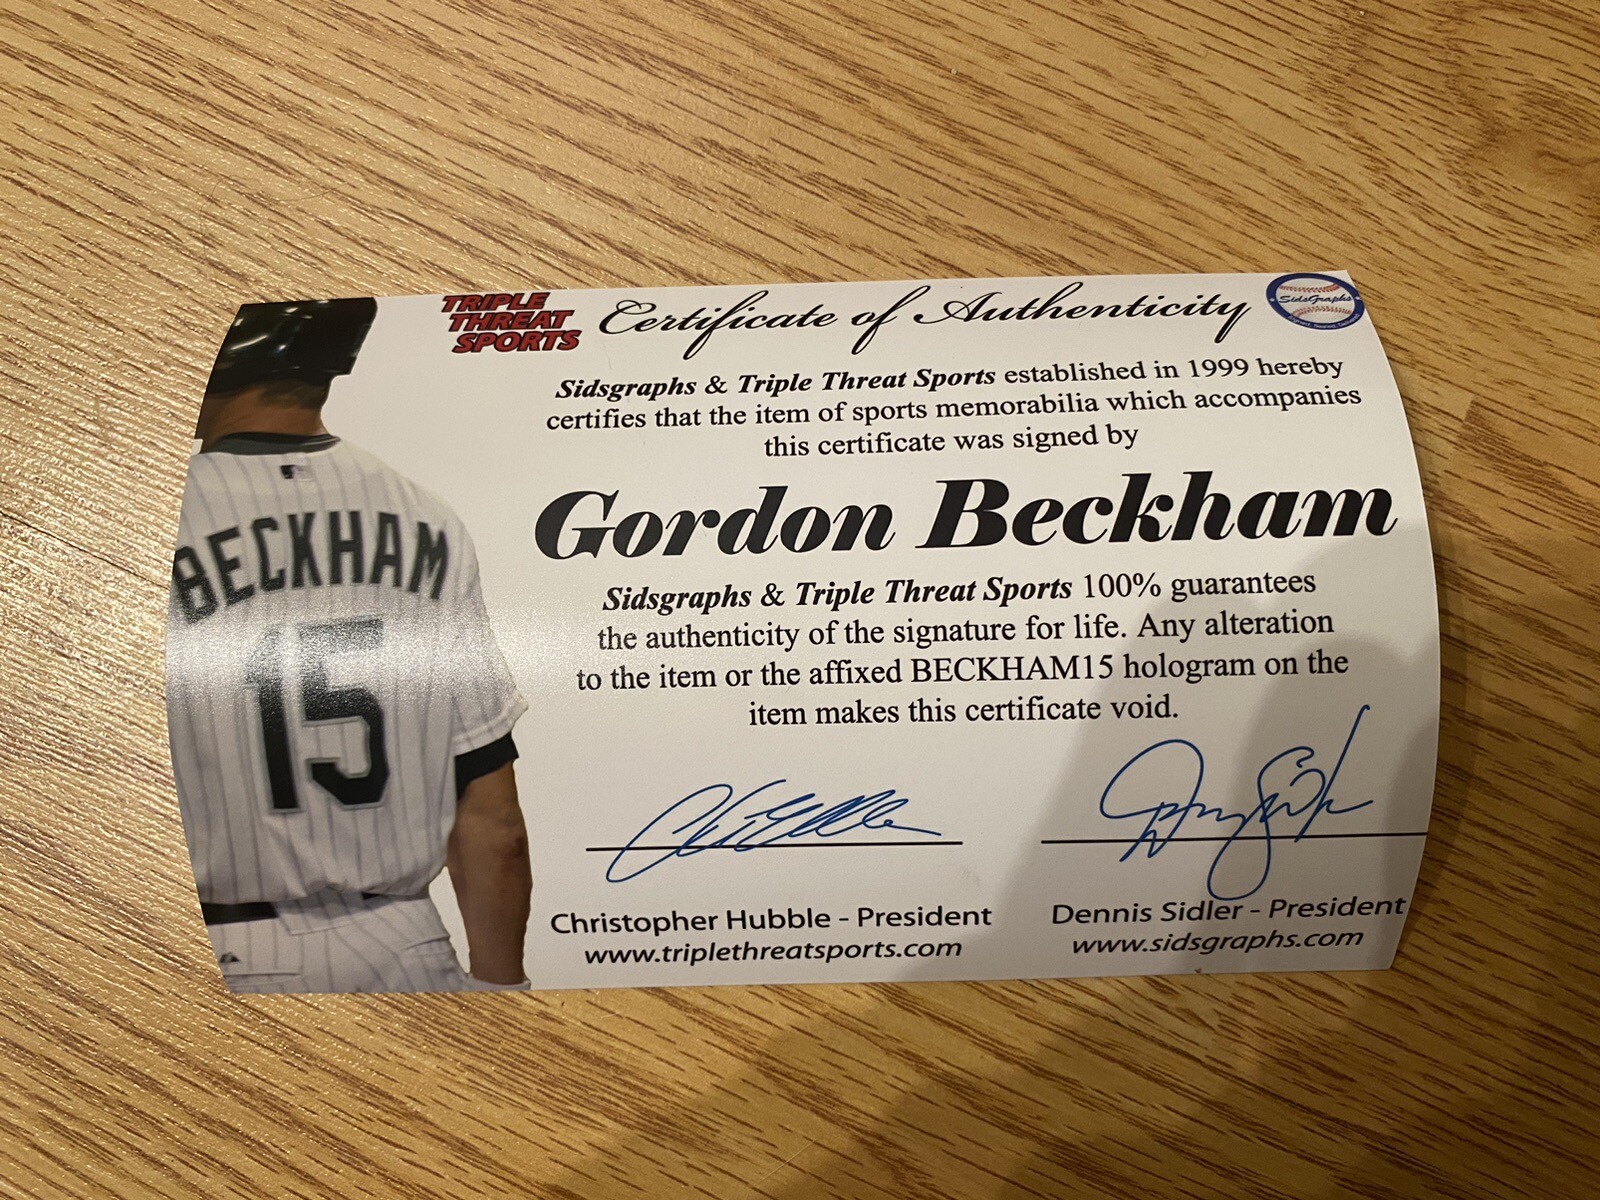 TRIPLE
THREAT
SPORTS
Certificate of Authenticity
SidsGraphs
Sidsgraphs & Triple Threat Sports established in 1999 hereby
certifies that the item of sports memorabilia which accompanies
this certificate was signed by
Gordon Beckham
Sidsgraphs & Triple Threat Sports 100% guarantees
the authenticity of the signature for life. Any alteration
to the item or the affixed BECKHAM15 hologram on the
item makes this certificate void.
BECKHAM
15
Christopher Hubble - President
www.triplethreatsports.com
Dennis Sidler - President
www.sidsgraphs.com